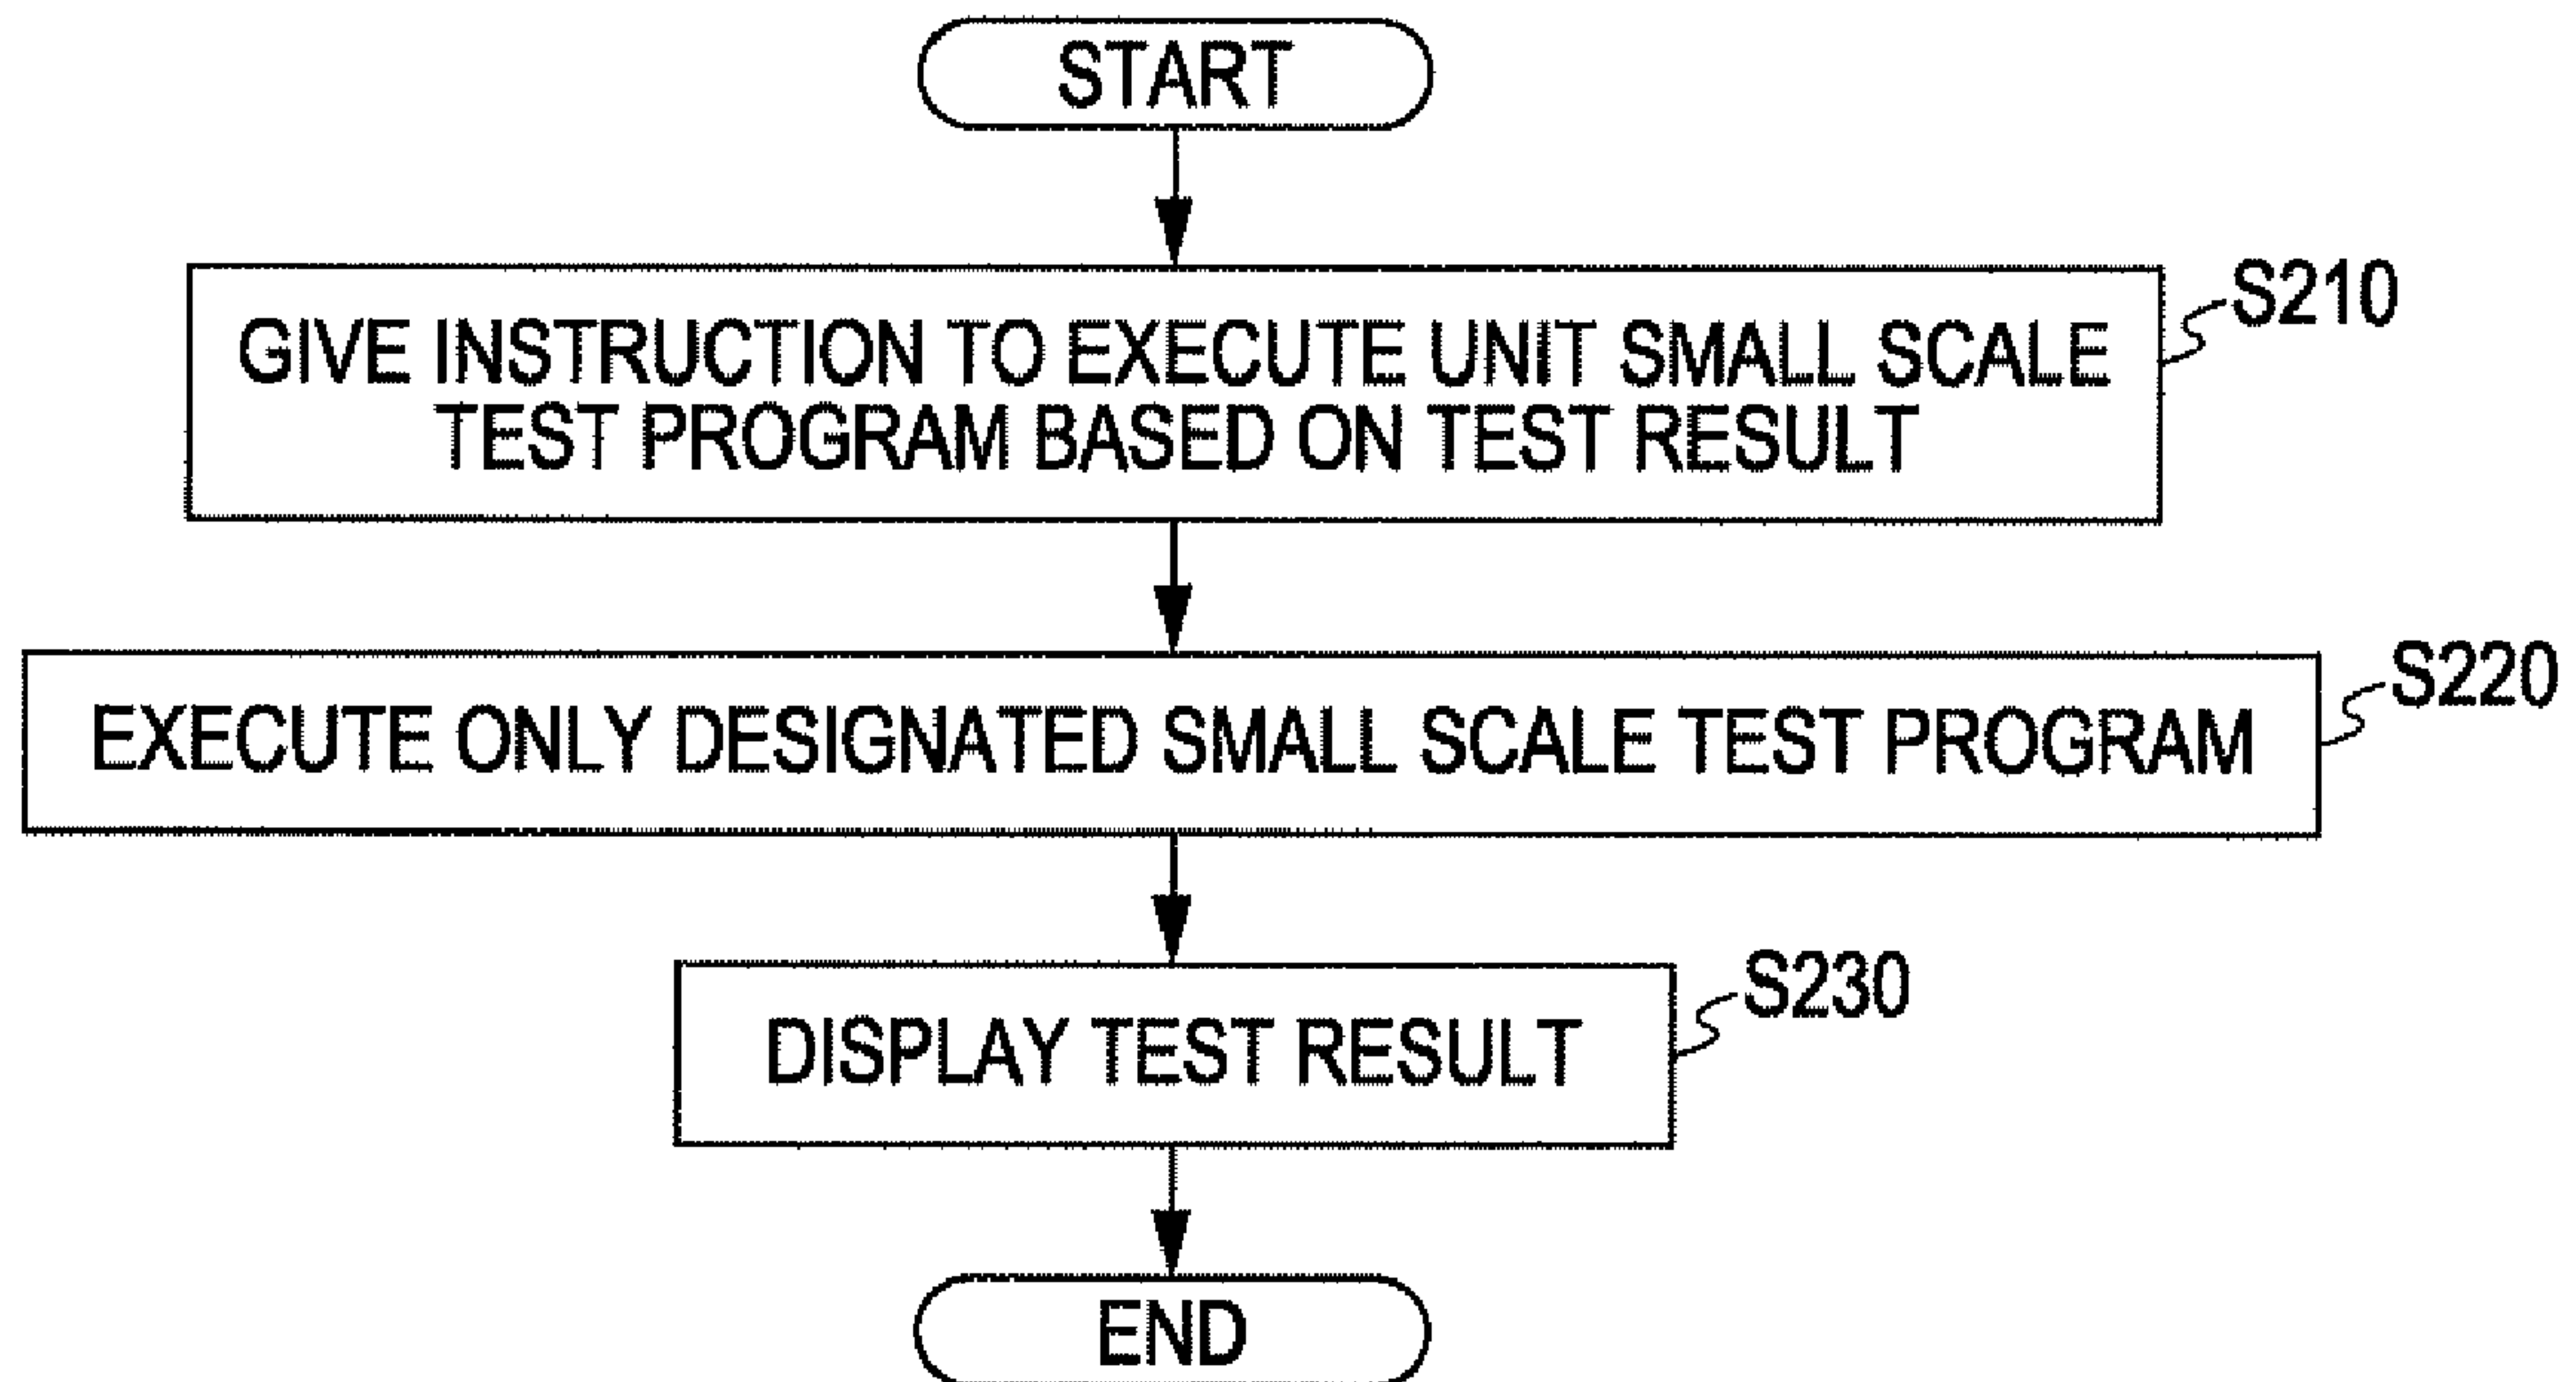 START
GIVE INSTRUCTION TO EXECUTE UNIT SMALL SCALE
TEST PROGRAM BASED ON TEST RESULT
S210
EXECUTE ONLY DESIGNATED SMALL SCALE TEST PROGRAM
S220
DISPLAY TEST RESULT
S230
END